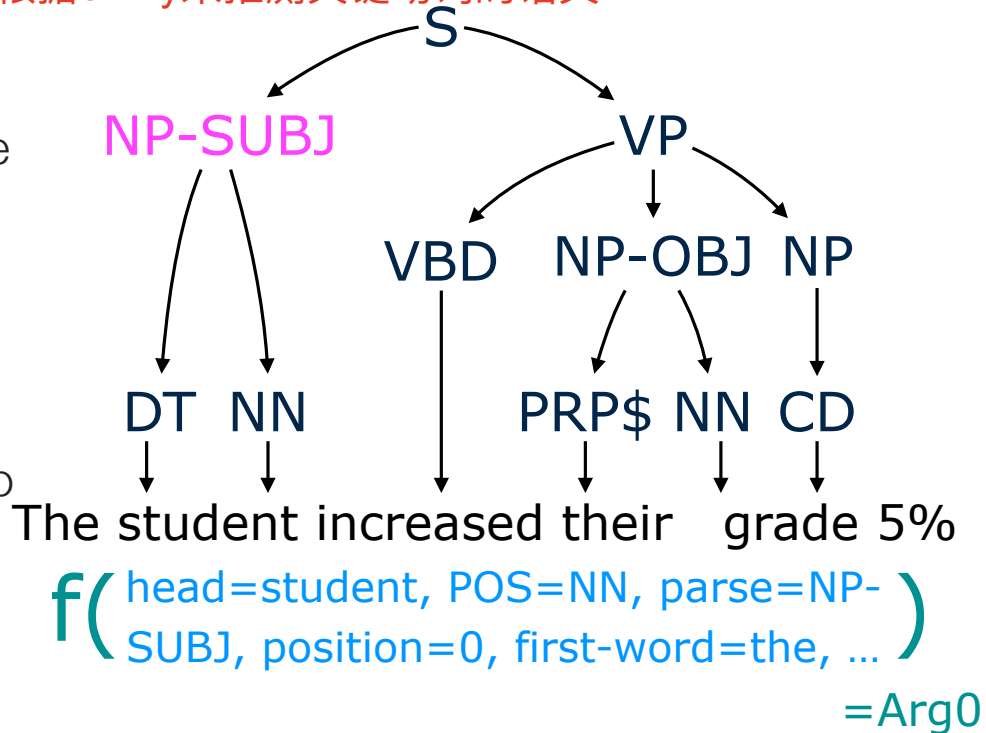 S
NP-SUBJ VP
VBD NP-OBJ NP
DT NN PRP$ NN CD
The student increased their grade 5%
f( head=student, POS=NN, parse=NP-
SUBJ, position=0, first-word=the, ... )
=Arg0